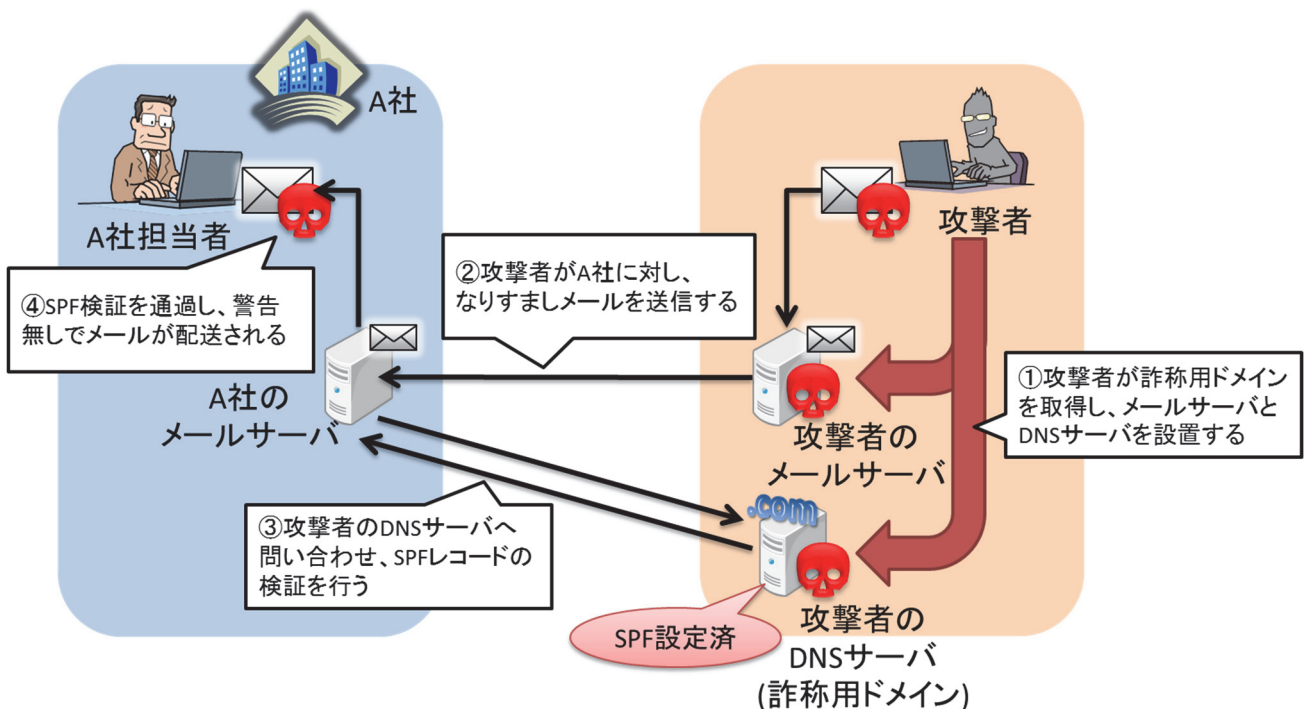 A社
A社担当者
攻撃者
②攻撃者がA社に対し、
なりすましメールを送信する
④SPF検証を通過し、警告
無しでメールが配送される
①攻撃者が詐称用ドメイン
を取得し、メールサーバと
DNSサーバを設置する
A社の
メールサーバ
攻撃者の
メールサーバ
.com
③攻撃者のDNSサーバへ
問い合わせ、SPFレコードの
検証を行う
SPF設定済
攻撃者の
DNSサーバ
(詐称用ドメイン)